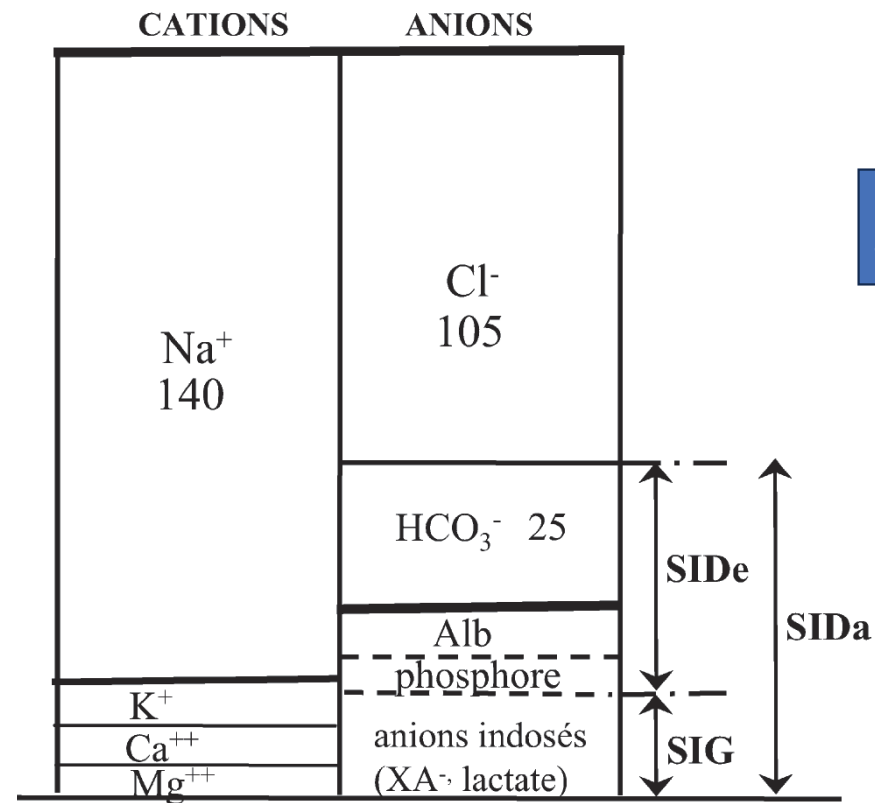 CATIONS ANIONS
Na⁺
140
K⁺
Ca⁺⁺
Mg⁺⁺
Cl⁻
105
HCO₃⁻ 25
Alb
phosphore
anions indosés
(XA⁻, lactate)
SIDe
SIG
SIDa